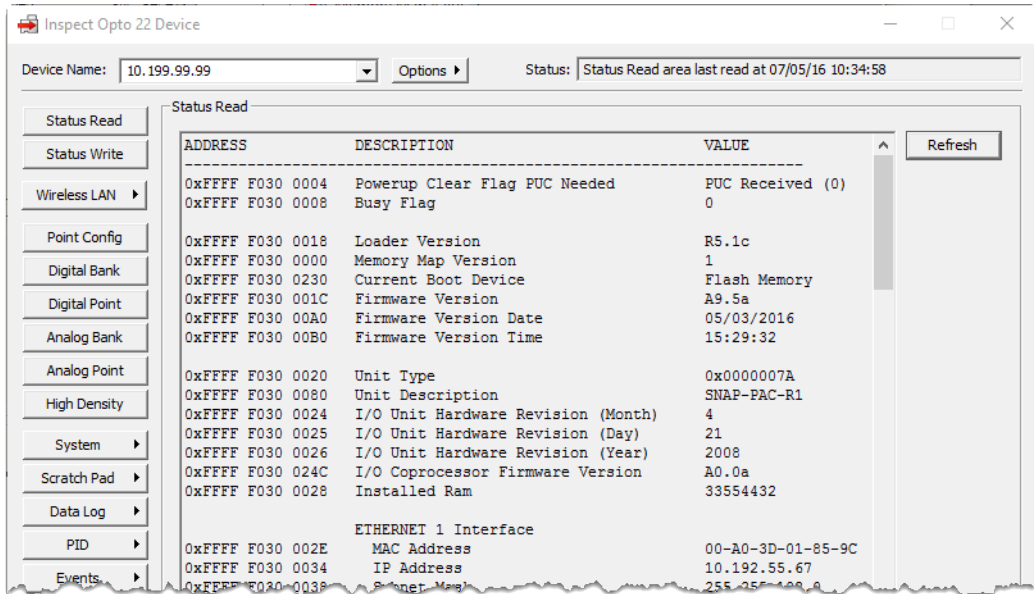 Inspect Opto 22 Device
Device Name: 10.199.99.99 Options Status: Status Read area last read at 07/05/16 10:34:58
Status Read
Status Write
Wireless LAN
Point Config
Digital Bank
Digital Point
Analog Bank
Analog Point
High Density
System
Scratch Pad
Data Log
PID
Events
Status Read
Refresh
ADDRESS DESCRIPTION VALUE
--------------------------------------------------------------------------
0xFFFF F030 0004 Powerup Clear Flag PUC Needed PUC Received (0)
0xFFFF F030 0008 Busy Flag 0
0xFFFF F030 0018 Loader Version R5.1c
0xFFFF F030 0000 Memory Map Version 1
0xFFFF F030 0230 Current Boot Device Flash Memory
0xFFFF F030 001C Firmware Version A9.5a
0xFFFF F030 00A0 Firmware Version Date 05/03/2016
0xFFFF F030 00B0 Firmware Version Time 15:29:32
0xFFFF F030 0020 Unit Type 0x0000007A
0xFFFF F030 0080 Unit Description SNAP-PAC-R1
0xFFFF F030 0024 I/O Unit Hardware Revision (Month) 4
0xFFFF F030 0025 I/O Unit Hardware Revision (Day) 21
0xFFFF F030 0026 I/O Unit Hardware Revision (Year) 2008
0xFFFF F030 024C I/O Coprocessor Firmware Version A0.0a
0xFFFF F030 0028 Installed Ram 33554432
ETHERNET 1 Interface
0xFFFF F030 002E MAC Address 00-A0-3D-01-85-9C
0xFFFF F030 0034 IP Address 10.192.55.67
0xFFFF F030 0038 Subnet Mask